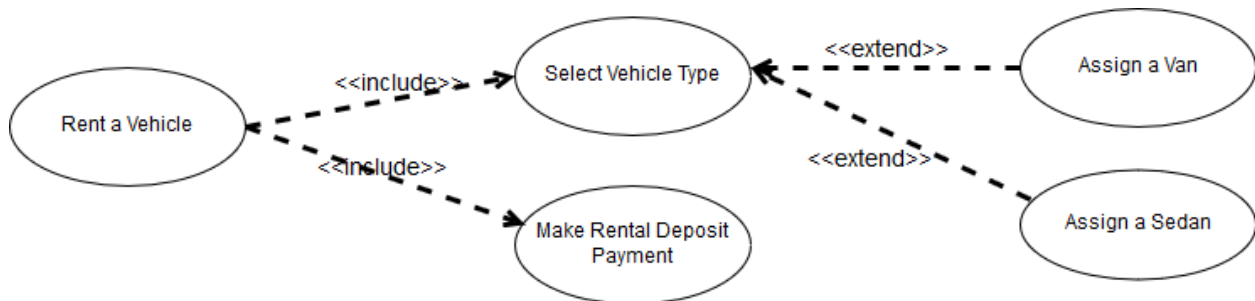 Rent a Vehicle
<<include>>
<<include>>
Select Vehicle Type
Make Rental Deposit
Payment
<<extend>>
<<extend>>
Assign a Van
Assign a Sedan